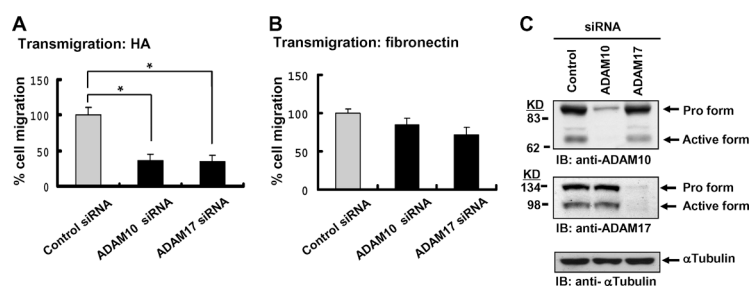 A
Transmigration: HA
% cell migration
150
100
50
0
*
*
Control siRNA
ADAM10 siRNA
ADAM17 siRNA
B
Transmigration: fibronectin
% cell migration
150
100
50
0
Control siRNA
ADAM10 siRNA
ADAM17 siRNA
C
siRNA
Control
ADAM10
ADAM17
KD
83
62
Pro form
Active form
IB: anti-ADAM10
KD
134
98
Pro form
Active form
IB: anti-ADAM17
αTubulin
IB: anti- αTubulin